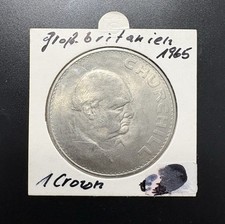 großbritanien
1965
CHURCHILL
1 Crown